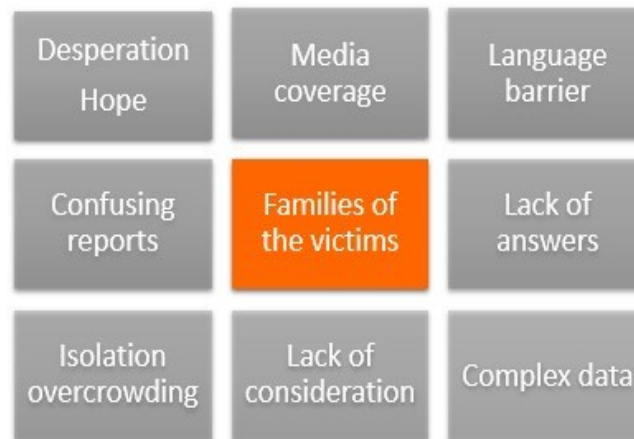 Desperation
Hope
Media
coverage
Language
barrier
Confusing
reports
Families of
the victims
Lack of
answers
Isolation
overcrowding
Lack of
consideration
Complex data